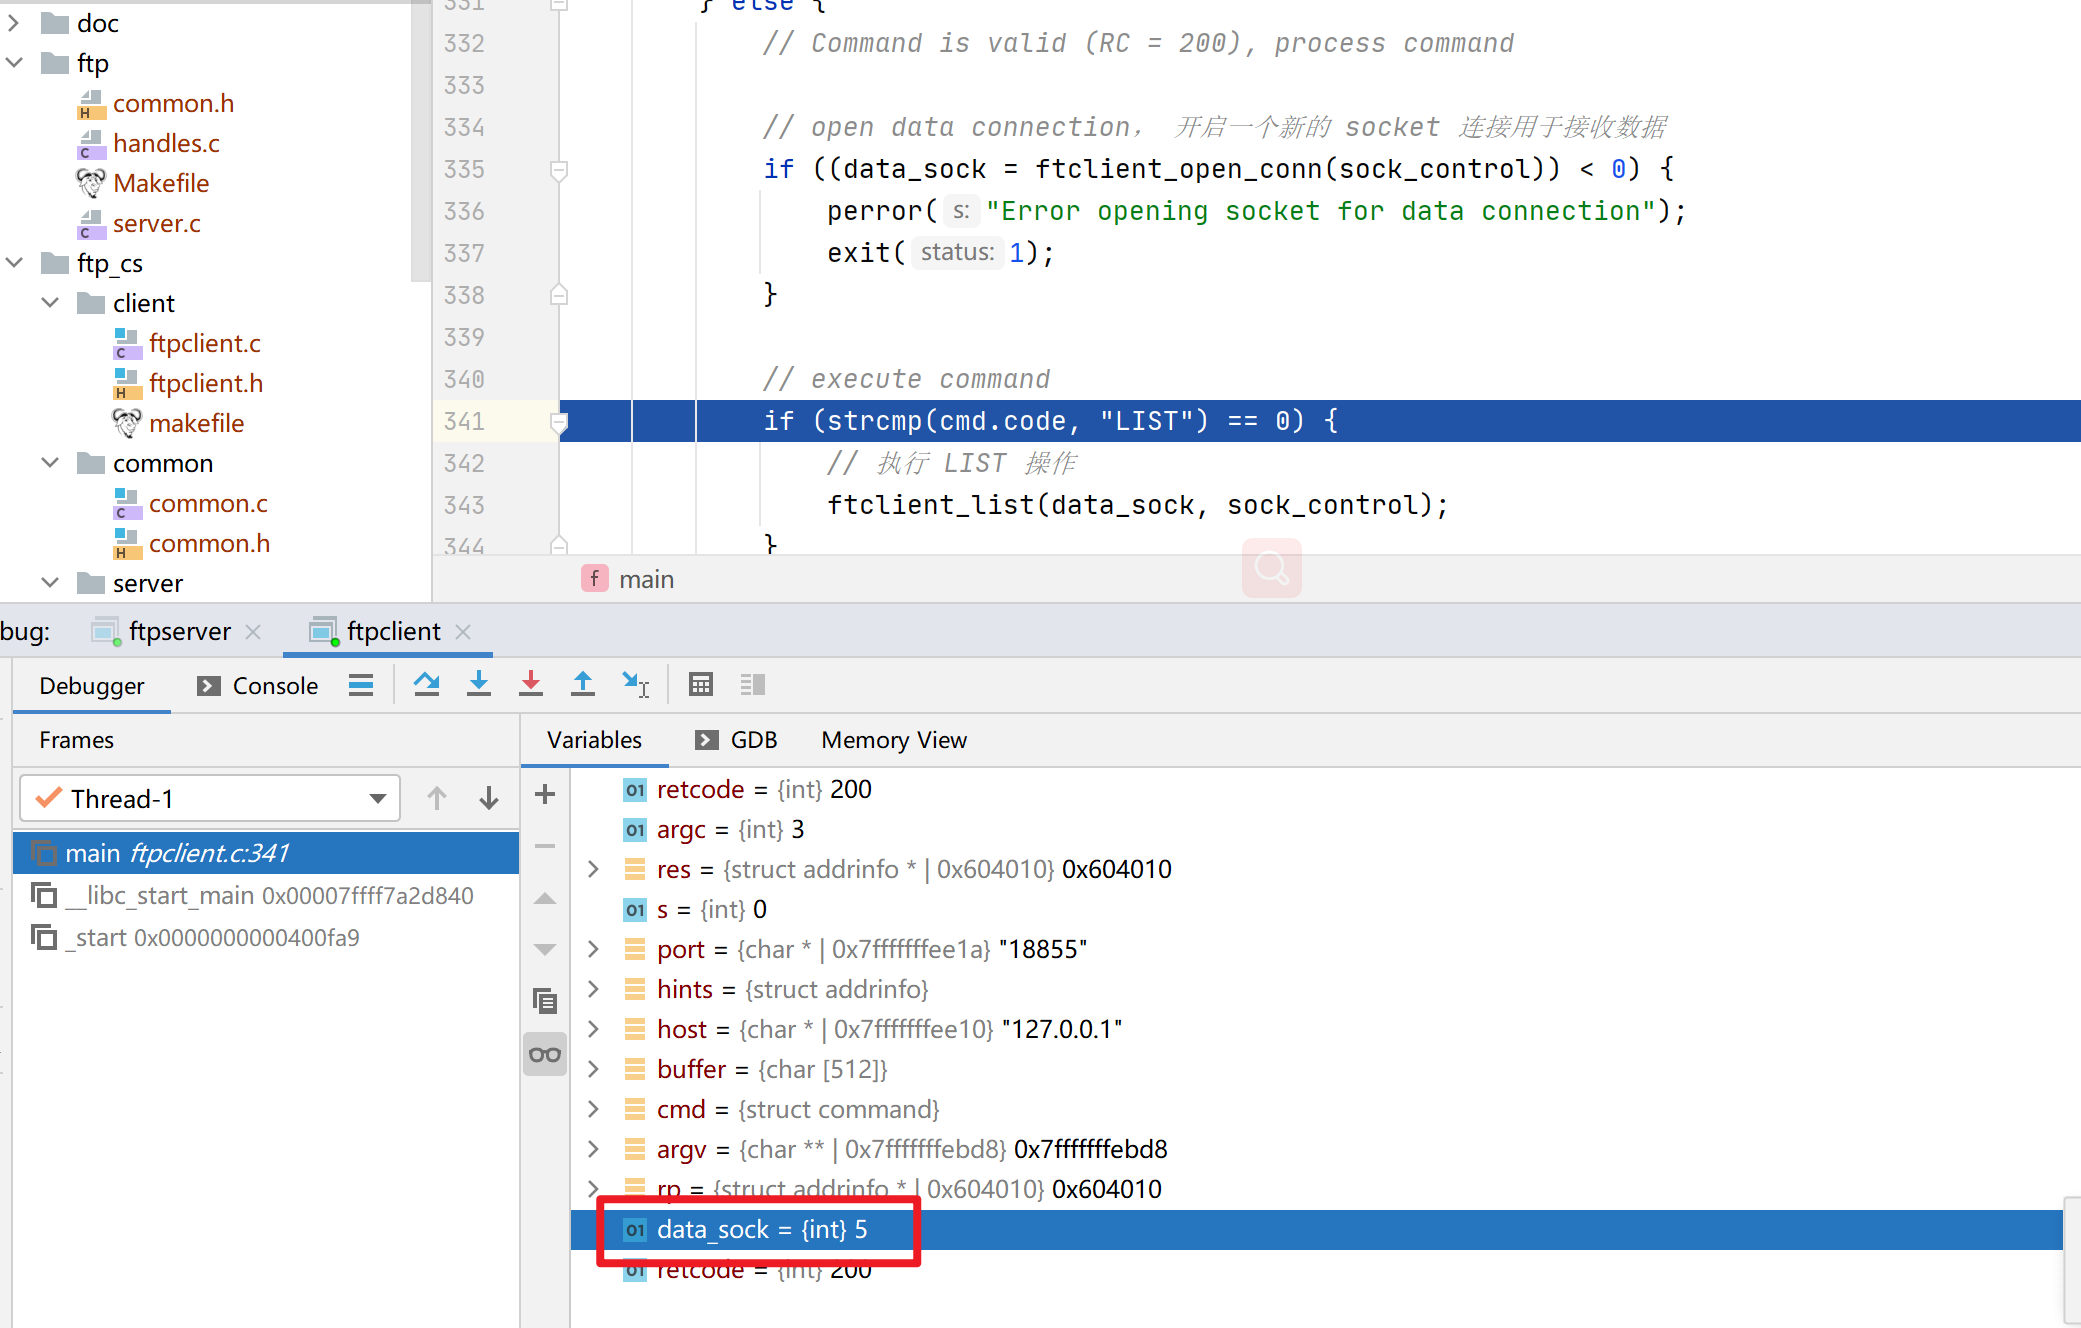 doc
ftp
common.h
handles.c
Makefile
server.c
ftp_cs
client
ftpclient.c
ftpclient.h
makefile
common
common.c
common.h
server
331 } else {
332 // Command is valid (RC = 200), process command
333
334 // open data connection， 开启一个新的 socket 连接用于接收数据
335 if ((data_sock = ftclient_open_conn(sock_control)) < 0) {
336 perror( s: "Error opening socket for data connection");
337 exit( status: 1);
338 }
339
340 // execute command
341 if (strcmp(cmd.code, "LIST") == 0) {
342 // 执行 LIST 操作
343 ftclient_list(data_sock, sock_control);
344 }
f main
bug: ftpserver ftpclient
Debugger Console
Frames Variables GDB Memory View
Thread-1
main ftpclient.c:341
__libc_start_main 0x00007ffff7a2d840
_start 0x0000000000400fa9
01 retcode = {int} 200
01 argc = {int} 3
res = {struct addrinfo * | 0x604010} 0x604010
01 s = {int} 0
port = {char * | 0x7fffffffee1a} "18855"
hints = {struct addrinfo}
host = {char * | 0x7fffffffee10} "127.0.0.1"
buffer = {char [512]}
cmd = {struct command}
argv = {char ** | 0x7fffffffebd8} 0x7fffffffebd8
rp = {struct addrinfo * | 0x604010} 0x604010
01 data_sock = {int} 5
01 retcode = {int} 200